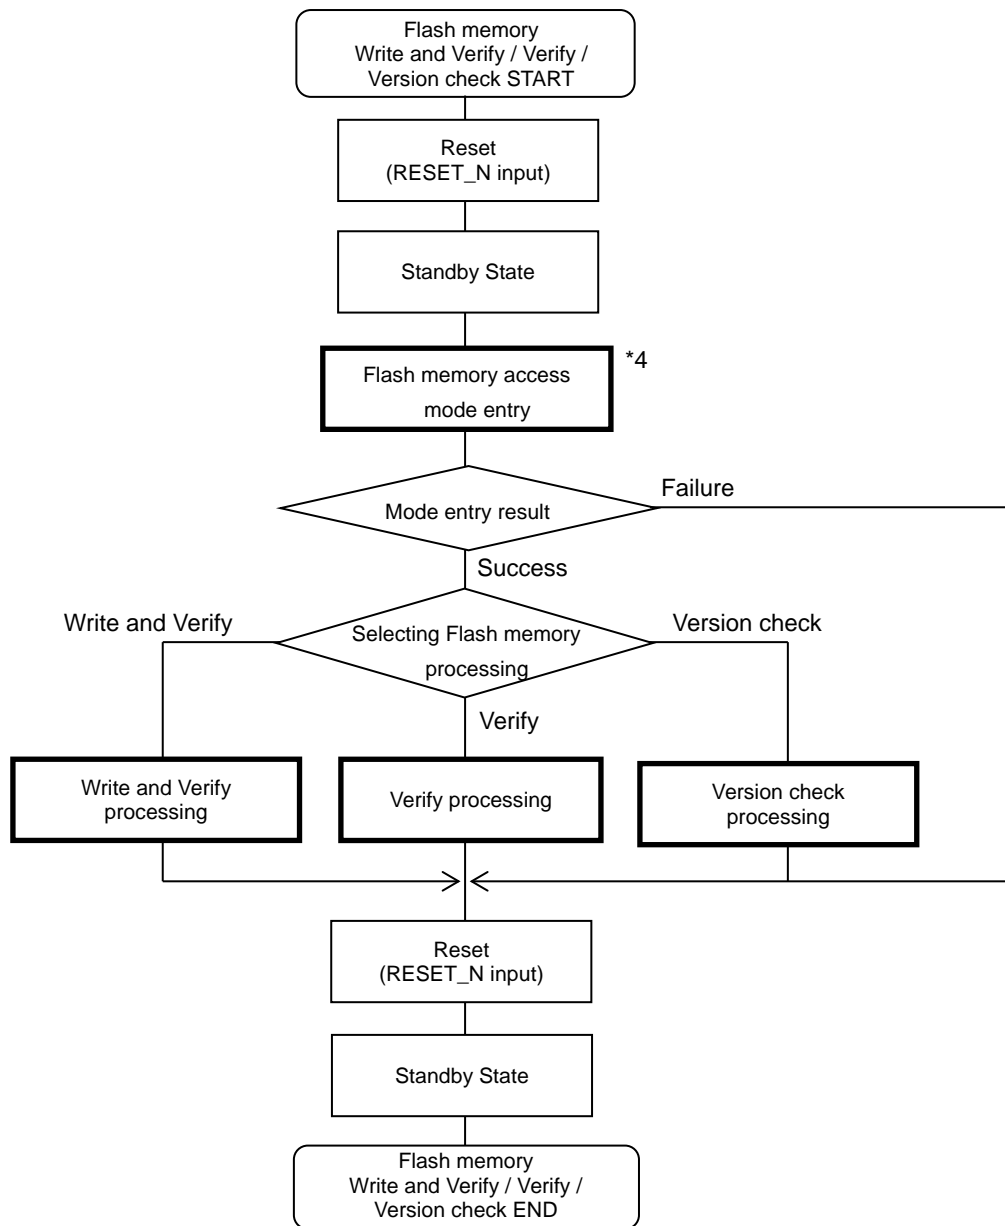 Flash memory
Write and Verify / Verify /
Version check START
Reset
(RESET_N input)
Standby State
Flash memory access
mode entry
*4
Mode entry result
Failure
Success
Write and Verify
Selecting Flash memory
processing
Version check
Verify
Write and Verify
processing
Verify processing
Version check
processing
Reset
(RESET_N input)
Standby State
Flash memory
Write and Verify / Verify /
Version check END